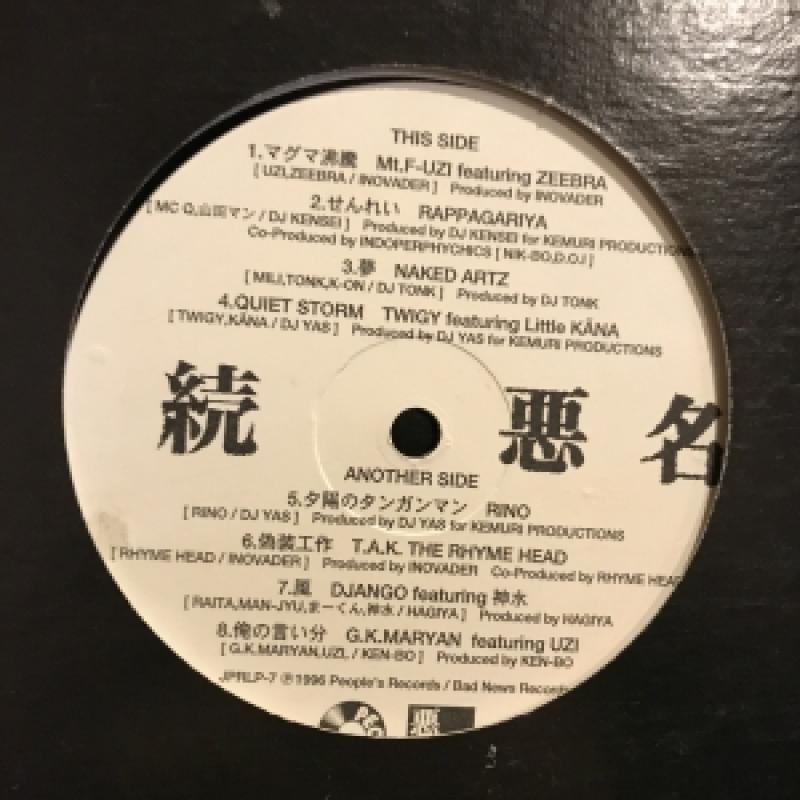 THIS SIDE
1.マグマ沸騰 Mt.F-UZI featuring ZEEBRA
[ UZI,ZEEBRA / INOVADER ] Produced by INOVADER
2.せんれい RAPPAGARIYA
[ MC Q,山田マン / DJ KENSEI ] Produced by DJ KENSEI for KEMURI PRODUCTIONS
Co-Produced by INDOPERPHYCHICS [ NIK-BO,D.O.I ]
3.夢 NAKED ARTZ
[ MILI,TONK,K-ON / DJ TONK ] Produced by DJ TONK
4.QUIET STORM TWIGY featuring Little KĀNA
[ TWIGY,KĀNA / DJ YAS ] Produced by DJ YAS for KEMURI PRODUCTIONS
続 悪名
ANOTHER SIDE
5.夕陽のタンガンマン RINO
[ RINO / DJ YAS ] Produced by DJ YAS for KEMURI PRODUCTIONS
6.偽装工作 T.A.K. THE RHYME HEAD
[ RHYME HEAD / INOVADER ] Produced by INOVADER Co-Produced by RHYME HEAD
7.風 DJANGO featuring 神永
[ RAITA,MAN-JYU,まーくん,神永 / HAGIYA ] Produced by HAGIYA
8.俺の言い分 G.K.MARYAN featuring UZI
[ G.K.MARYAN,UZI, / KEN-BO ] Produced by KEN-BO
JPRLP-7 ℗1996 People's Records / Bad News Records